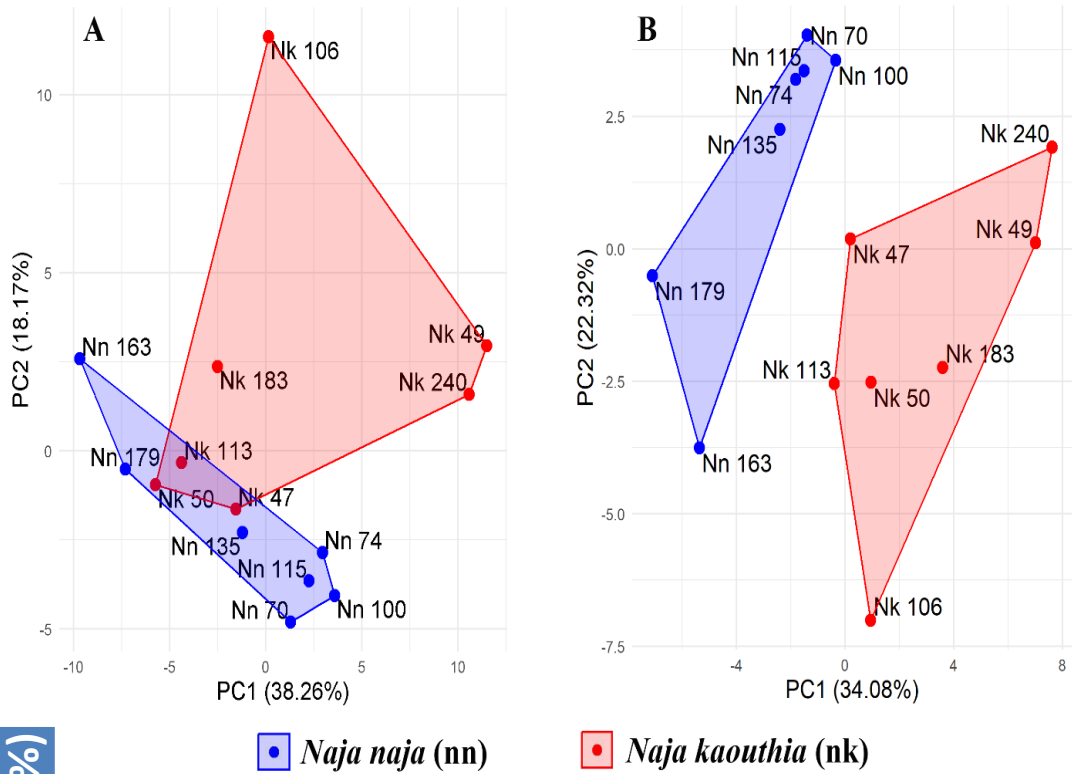 A
Nk 106
10
5
0
-5
Nk 49
Nk 240
Nk 183
Nn 163
Nn 179
Nk 113
Nk 50
Nk 47
Nn 135
Nn 74
Nn 115
Nn 70
Nn 100
-10
-5
0
5
10
PC1 (38.26%)
PC2 (18.17%)
B
Nn 70
Nn 115
Nn 100
Nn 74
Nn 135
Nk 240
Nk 49
Nk 47
Nn 179
Nk 183
Nk 113
Nk 50
Nn 163
Nk 106
2.5
0.0
-2.5
-5.0
-7.5
-4
0
4
8
PC1 (34.08%)
PC2 (22.32%)
%)
Naja naja (nn)
Naja kaouthia (nk)